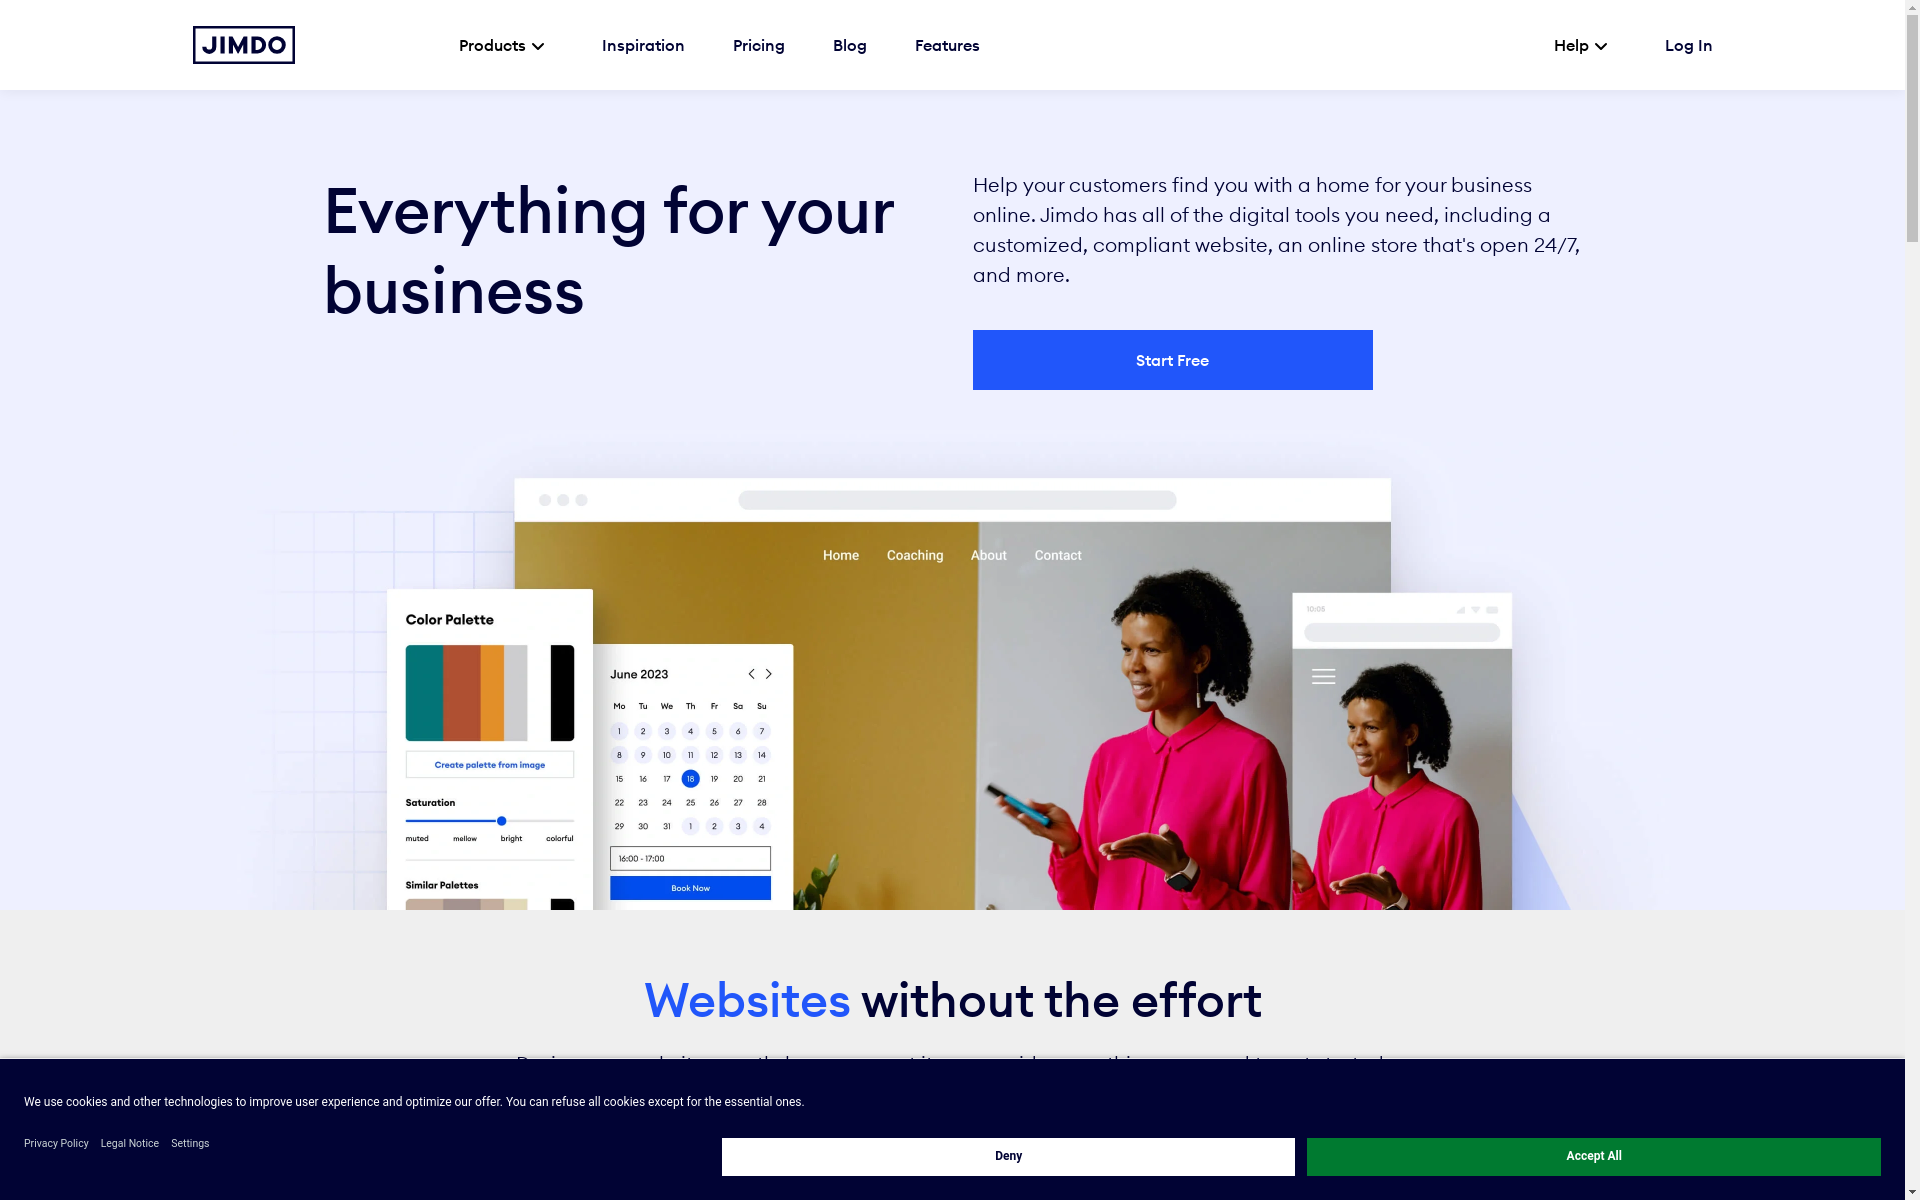 JIMDO
Products
Inspiration
Pricing
Blog
Features
Help
Log In
Everything for your
business
Help your customers find you with a home for your business
online. Jimdo has all of the digital tools you need, including a
customized, compliant website, an online store that's open 24/7,
and more.
Start Free
Home Coaching About Contact
10:05
Color Palette
Create palette from image
Saturation
muted mellow bright colorful
Similar Palettes
June 2023
Mo Tu We Th Fr Sa Su
1 2 3 4 5 6 7
8 9 10 11 12 13 14
15 16 17 18 19 20 21
22 23 24 25 26 27 28
29 30 31 1 2 3 4
16:00 - 17:00
Book Now
Websites without the effort
We use cookies and other technologies to improve user experience and optimize our offer. You can refuse all cookies except for the essential ones.
Privacy Policy Legal Notice Settings
Deny
Accept All